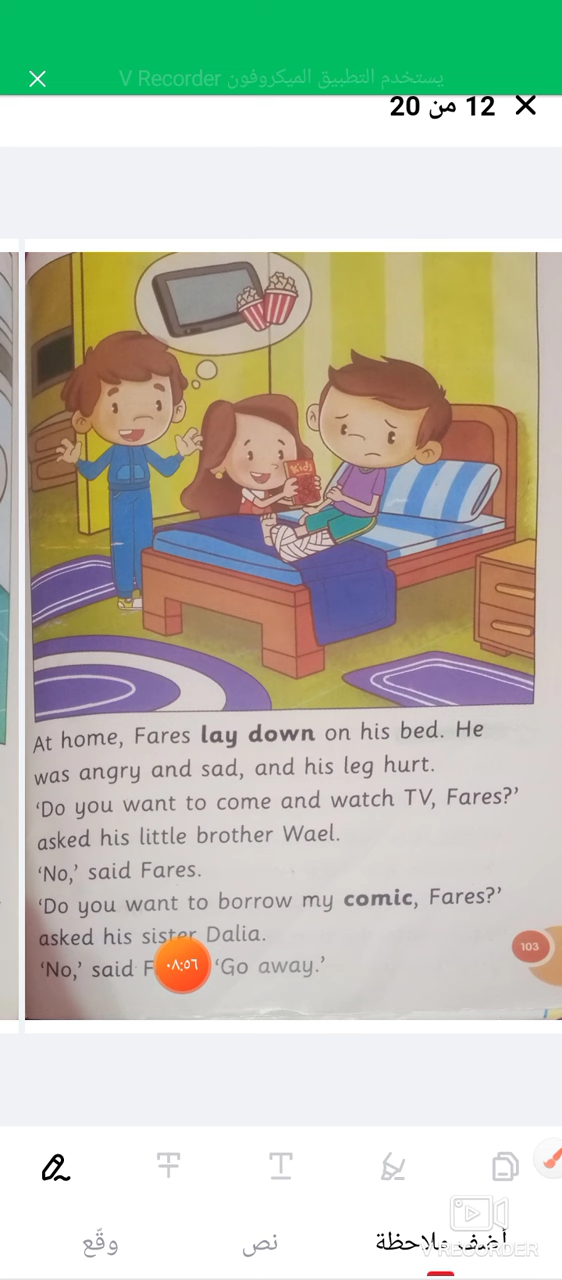 يستخدم التطبيق الميكروفون V Recorder
12 من 20
Kids
At home, Fares lay down on his bed. He
was angry and sad, and his leg hurt.
‘Do you want to come and watch TV, Fares?’
asked his little brother Wael.
‘No,’ said Fares.
‘Do you want to borrow my comic, Fares?’
asked his sister Dalia.
103
‘No,’ said ‘Go away.’
٠٨:٥٦
أضف ملاحظة
نص
وقّع
V RECORDER